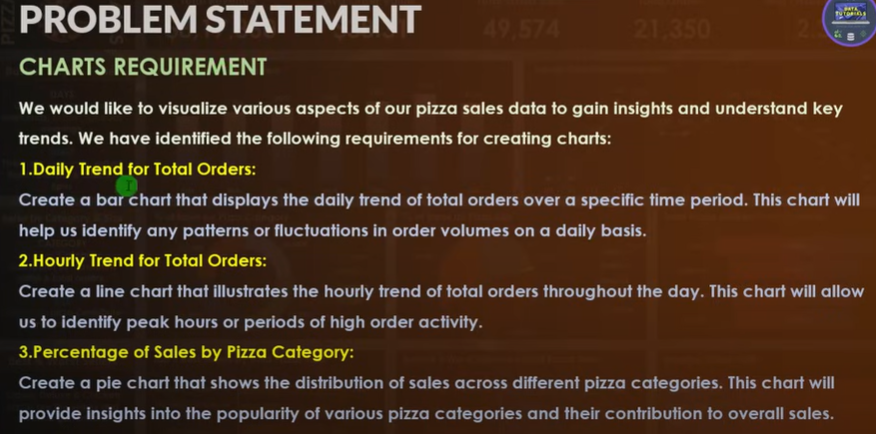 PROBLEM STATEMENT
49,574
21,350
DATA
TUTORIALS
CHARTS REQUIREMENT
We would like to visualize various aspects of our pizza sales data to gain insights and understand key
trends. We have identified the following requirements for creating charts:
1.Daily Trend for Total Orders:
Create a bar chart that displays the daily trend of total orders over a specific time period. This chart will
help us identify any patterns or fluctuations in order volumes on a daily basis.
2.Hourly Trend for Total Orders:
Create a line chart that illustrates the hourly trend of total orders throughout the day. This chart will allow
us to identify peak hours or periods of high order activity.
3.Percentage of Sales by Pizza Category:
Create a pie chart that shows the distribution of sales across different pizza categories. This chart will
provide insights into the popularity of various pizza categories and their contribution to overall sales.